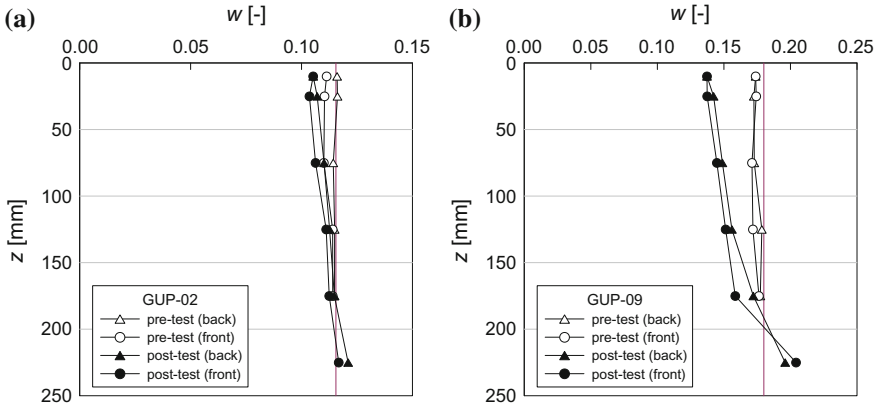 (a)
w [-]
0.00 0.05 0.10 0.15
0
50
100
150
200
250
z [mm]
GUP-02
pre-test (back)
pre-test (front)
post-test (back)
post-test (front)
(b)
w [-]
0.00 0.05 0.10 0.15 0.20 0.25
0
50
100
150
200
250
z [mm]
GUP-09
pre-test (back)
pre-test (front)
post-test (back)
post-test (front)